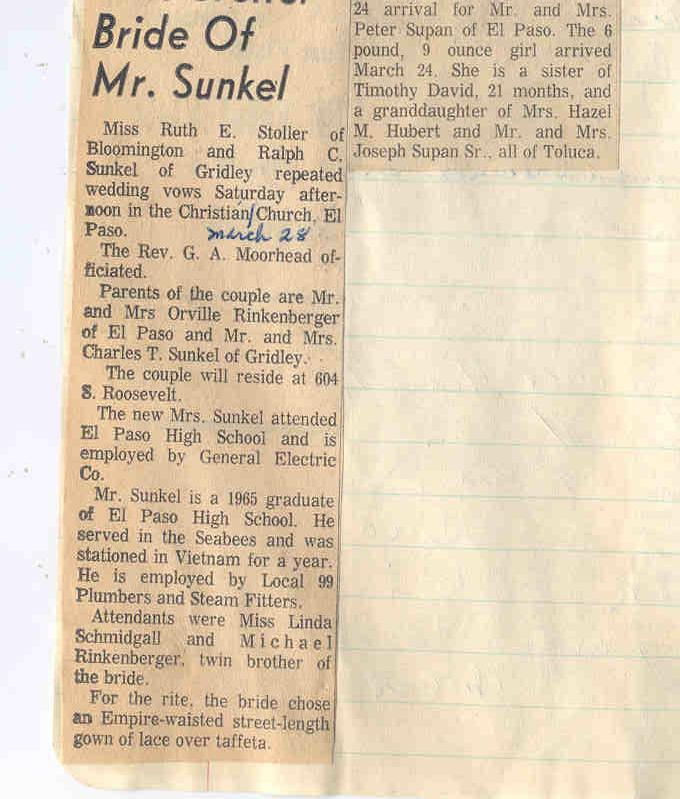 Bride Of
Mr. Sunkel
Miss Ruth E. Stoller of
Bloomington and Ralph C.
Sunkel of Gridley repeated
wedding vows Saturday after-
noon in the Christian/Church, El
Paso. march 28
The Rev. G. A. Moorhead of-
ficiated.
Parents of the couple are Mr.
and Mrs Orville Rinkenberger
of El Paso and Mr. and Mrs.
Charles T. Sunkel of Gridley.
The couple will reside at 604
S. Roosevelt.
The new Mrs. Sunkel attended
El Paso High School and is
employed by General Electric
Co.
Mr. Sunkel is a 1965 graduate
of El Paso High School. He
served in the Seabees and was
stationed in Vietnam for a year.
He is employed by Local 99
Plumbers and Steam Fitters.
Attendants were Miss Linda
Schmidgall and Michael
Rinkenberger, twin brother of
the bride.
For the rite, the bride chose
an Empire-waisted street-length
gown of lace over taffeta.
24 arrival for Mr. and Mrs.
Peter Supan of El Paso. The 6
pound, 9 ounce girl arrived
March 24. She is a sister of
Timothy David, 21 months, and
a granddaughter of Mrs. Hazel
M. Hubert and Mr. and Mrs.
Joseph Supan Sr., all of Toluca.